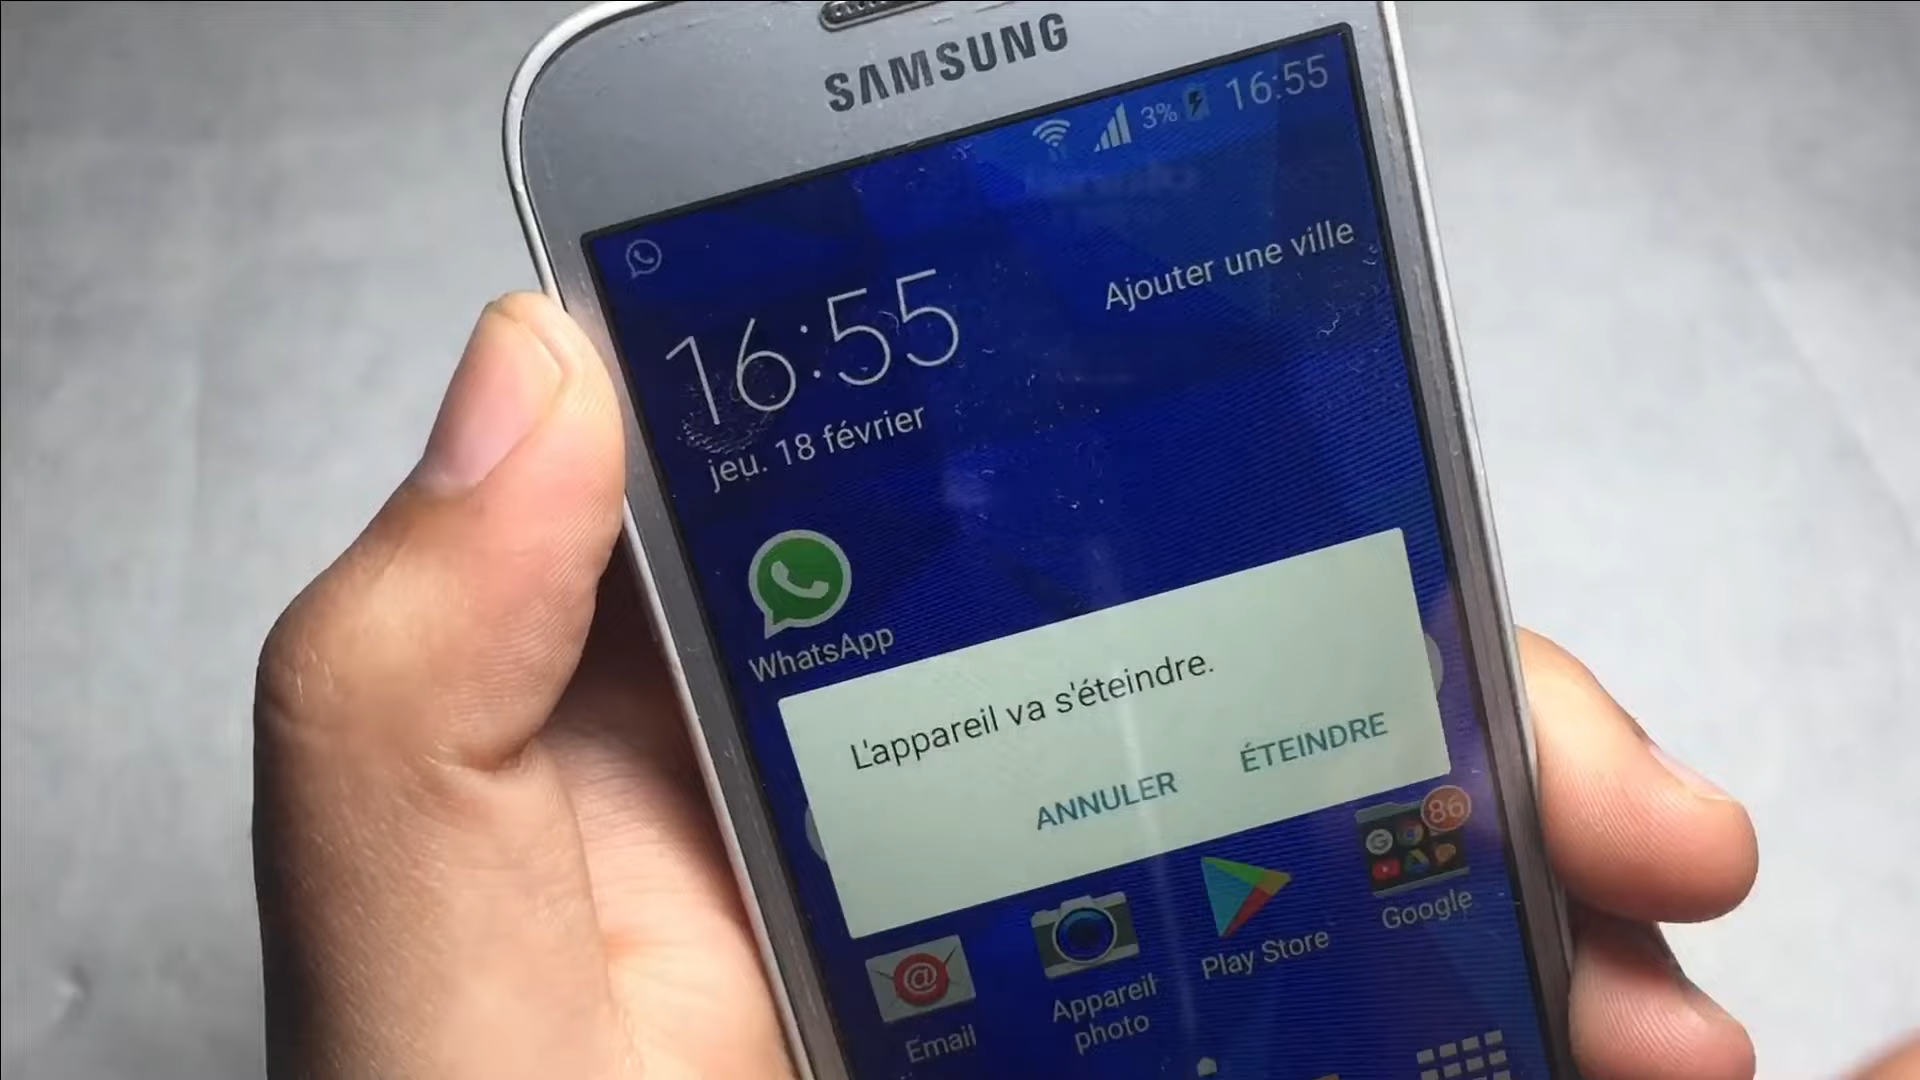 SAMSUNG
3% 16:55
16:55
Ajouter une ville
jeu. 18 février
WhatsApp
L'appareil va s'éteindre.
ANNULER
ÉTEINDRE
86
@
G
Email
Appareil
photo
Play Store
Google